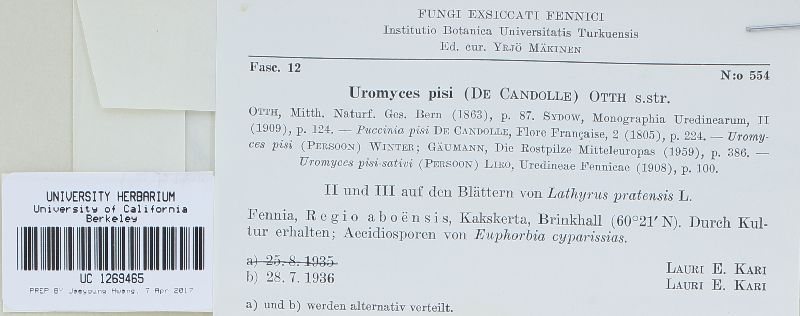 FUNGI EXSICCATI FENNICI
Institutio Botanica Universitatis Turkuensis
Ed. cur. YRJÖ MÄKINEN
Fasc. 12
N:o 554
Uromyces pisi (DE CANDOLLE) OTTH s.str.
OTTH, Mitth. Naturf. Ges. Bern (1863), p. 87. SYDOW, Monographia Uredinearum, II
(1909), p. 124. — Puccinia pisi DE CANDOLLE, Flore Française, 2 (1805), p. 224. — Uromy-
ces pisi (PERSOON) WINTER; GÄUMANN, Die Rostpilze Mitteleuropas (1959), p. 386. —
Uromyces pisi-sativi (PERSOON) LIRO, Uredineae Fennicae (1908), p. 100.
II und III auf den Blättern von Lathyrus pratensis L.
Fennia, Regio aboënsis, Kakskerta, Brinkhall (60°21′ N). Durch Kul-
tur erhalten; Aecidiosporen von Euphorbia cyparissias.
a) 25. 8. 1935
LAURI E. KARI
b) 28. 7. 1936
LAURI E. KARI
a) und b) werden alternativ verteilt.
UNIVERSITY HERBARIUM
University of California
Berkeley
UC 1269465
PREP BY Jaeyoung Hwang, 7 Apr 2017